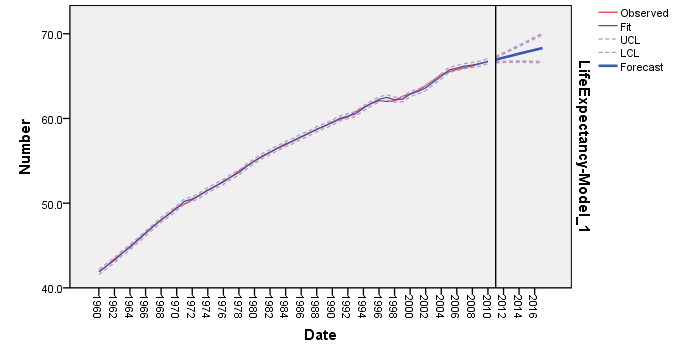 Observed
Fit
UCL
LCL
Forecast
LifeExpectancy-Model_1
Number
70.0
60.0
50.0
40.0
1960 1962 1964 1966 1968 1970 1972 1974 1976 1978 1980 1982 1984 1986 1988 1990 1992 1994 1996 1998 2000 2002 2004 2006 2008 2010 2012 2014 2016
Date